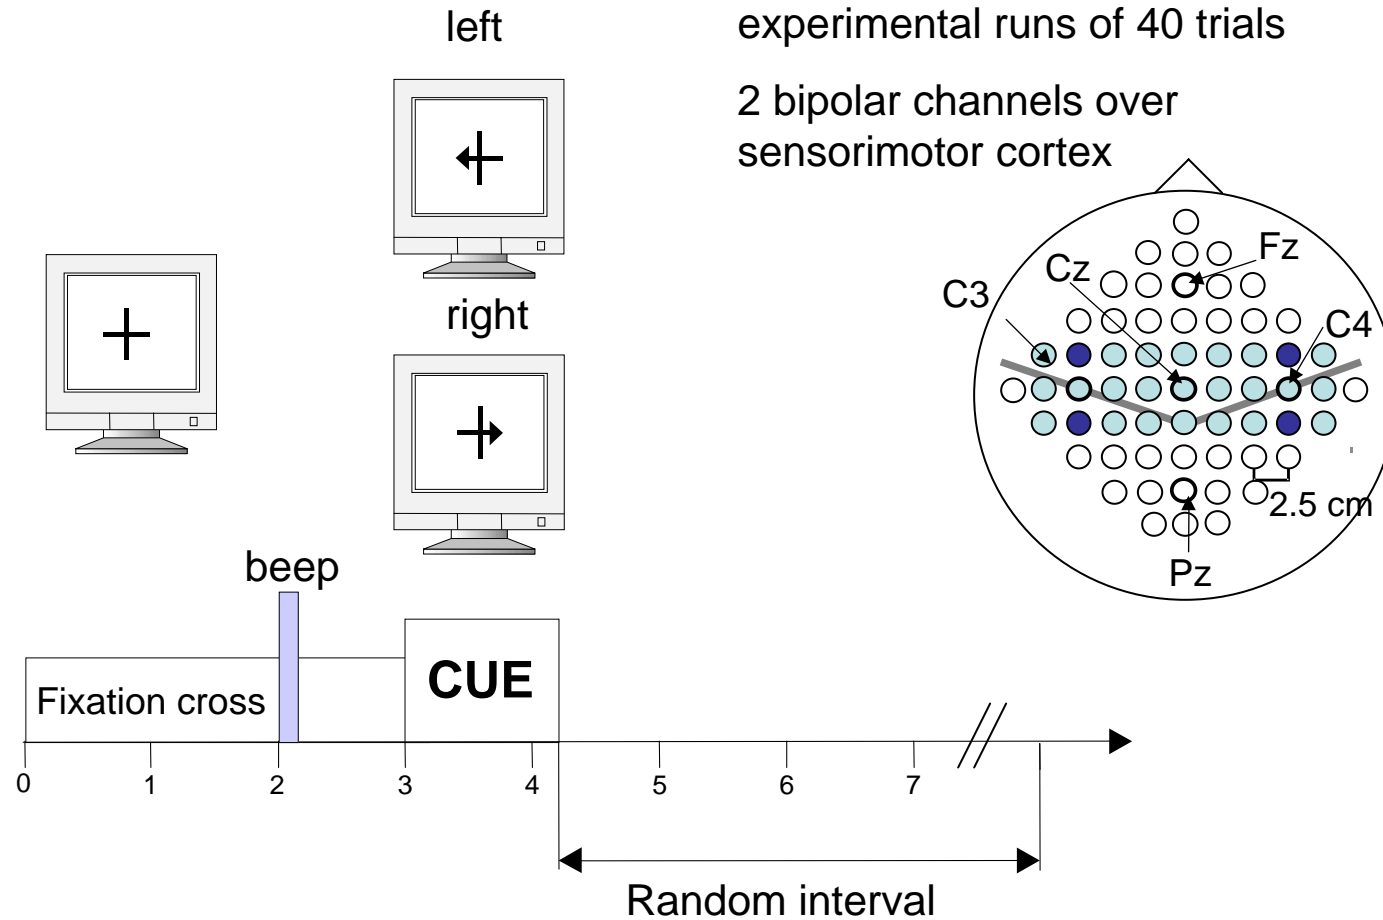 left
experimental runs of 40 trials
2 bipolar channels over
sensorimotor cortex
right
Fz
Cz
C3
C4
2.5 cm
Pz
beep
CUE
Fixation cross
0 1 2 3 4 5 6 7
Random interval